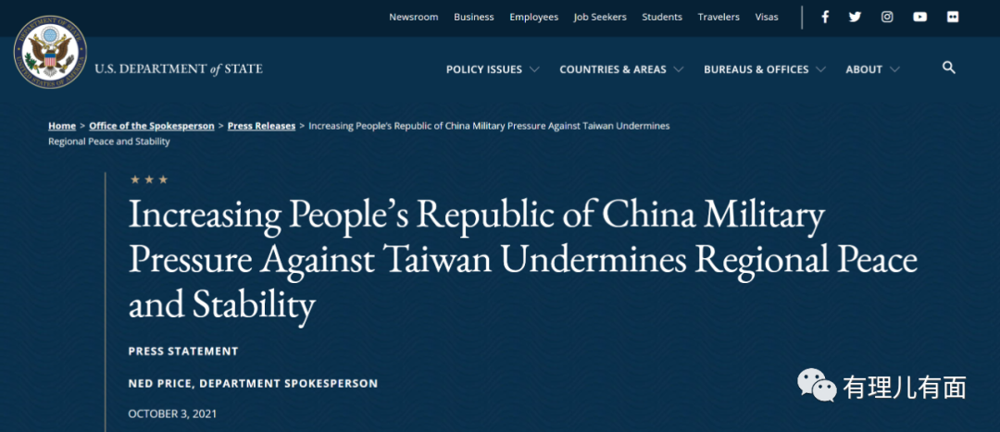 Newsroom Business Employees Job Seekers Students Travelers Visas
U.S. DEPARTMENT of STATE
POLICY ISSUES COUNTRIES & AREAS BUREAUS & OFFICES ABOUT
Home > Office of the Spokesperson > Press Releases > Increasing People's Republic of China Military Pressure Against Taiwan Undermines
Regional Peace and Stability
Increasing People’s Republic of China Military
Pressure Against Taiwan Undermines Regional Peace
and Stability
PRESS STATEMENT
NED PRICE, DEPARTMENT SPOKESPERSON
OCTOBER 3, 2021
有理儿有面